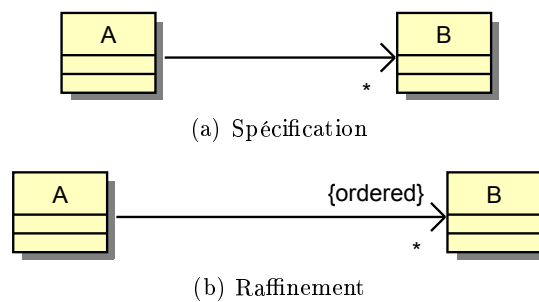 A B
*
(a) Spécification
A {ordered} B
*
(b) Raffinement